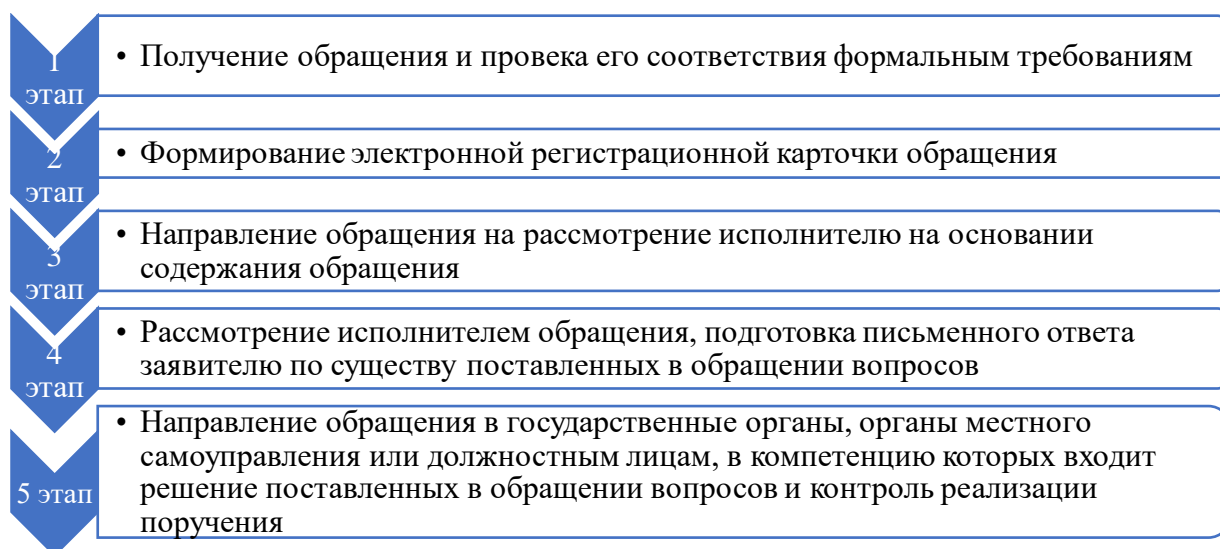 1
этап
• Получение обращения и провека его соответствия формальным требованиям
2
этап
• Формирование электронной регистрационной карточки обращения
3
этап
• Направление обращения на рассмотрение исполнителю на основании
содержания обращения
4
этап
• Рассмотрение исполнителем обращения, подготовка письменного ответа
заявителю по существу поставленных в обращении вопросов
5 этап
• Направление обращения в государственные органы, органы местного
самоуправления или должностным лицам, в компетенцию которых входит
решение поставленных в обращении вопросов и контроль реализации
поручения